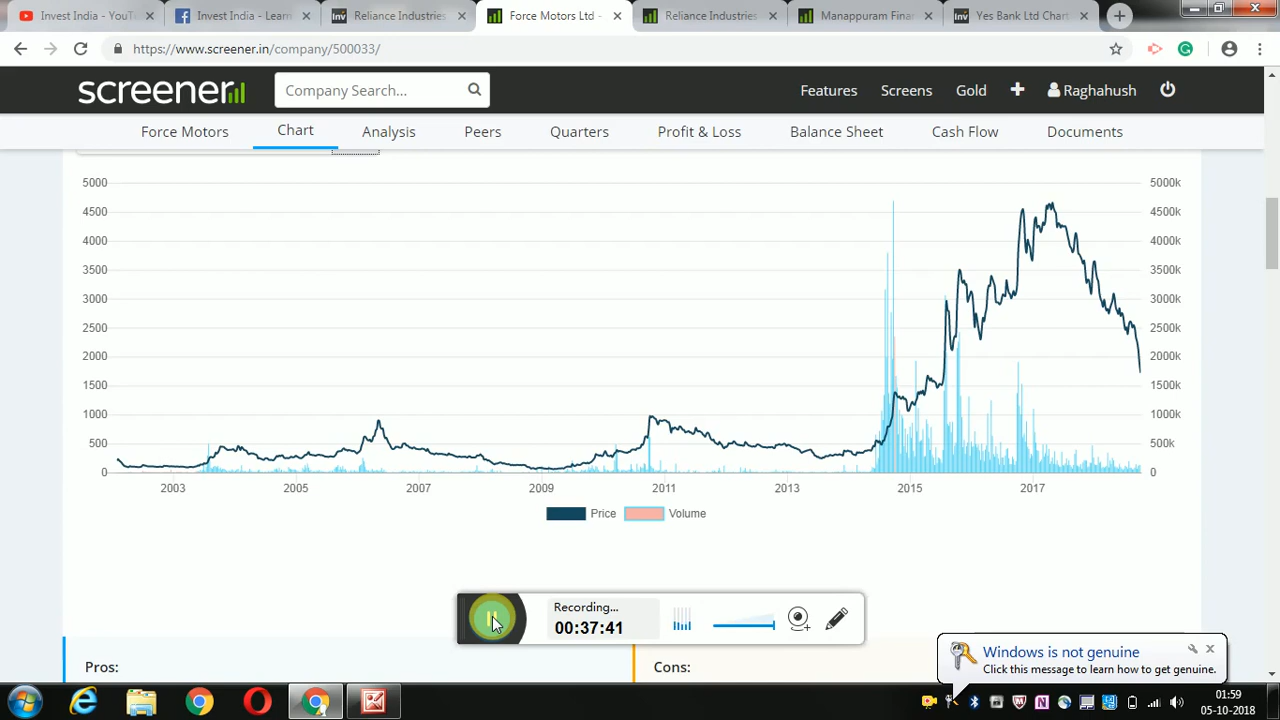 Invest India - YouT
Invest India - Learn
Reliance Industries
Force Motors Ltd -
Reliance Industries
Manappuram Finan
Yes Bank Ltd Chart
https://www.screener.in/company/500033/
screener
Company Search...
Features
Screens
Gold
Raghahush
Force Motors
Chart
Analysis
Peers
Quarters
Profit & Loss
Balance Sheet
Cash Flow
Documents
5000 5000k
4500 4500k
4000 4000k
3500 3500k
3000 3000k
2500 2500k
2000 2000k
1500 1500k
1000 1000k
500 500k
0 0
2003 2005 2007 2009 2011 2013 2015 2017
Price Volume
Recording...
00:37:41
Windows is not genuine
Click this message to learn how to get genuine.
Pros:
Cons:
01:59
05-10-2018